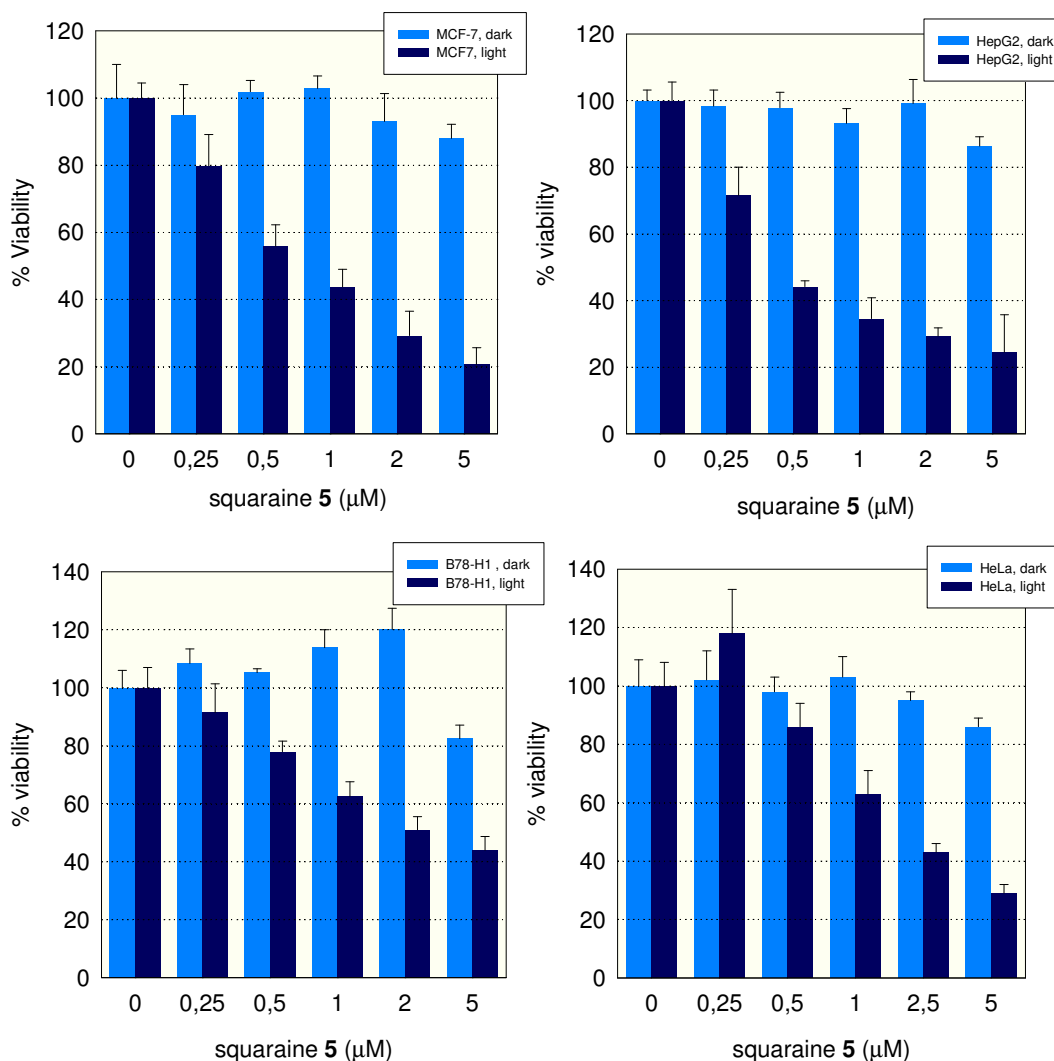 MCF-7, dark
MCF7, light
% Viability
120
100
80
60
40
20
0
0 0,25 0,5 1 2 5
squaraine 5 (μM)
HepG2, dark
HepG2, light
% viability
120
100
80
60
40
20
0
0 0,25 0,5 1 2 5
squaraine 5 (μM)
B78-H1 , dark
B78-H1, light
% viability
140
120
100
80
60
40
20
0
0 0,25 0,5 1 2 5
squaraine 5 (μM)
HeLa, dark
HeLa, light
% viability
140
120
100
80
60
40
20
0
0 0,25 0,5 1 2,5 5
squaraine 5 (μM)